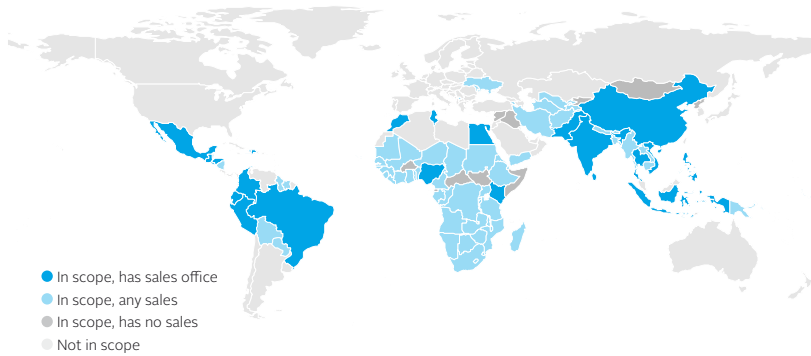 In scope, has sales office
In scope, any sales
In scope, has no sales
Not in scope